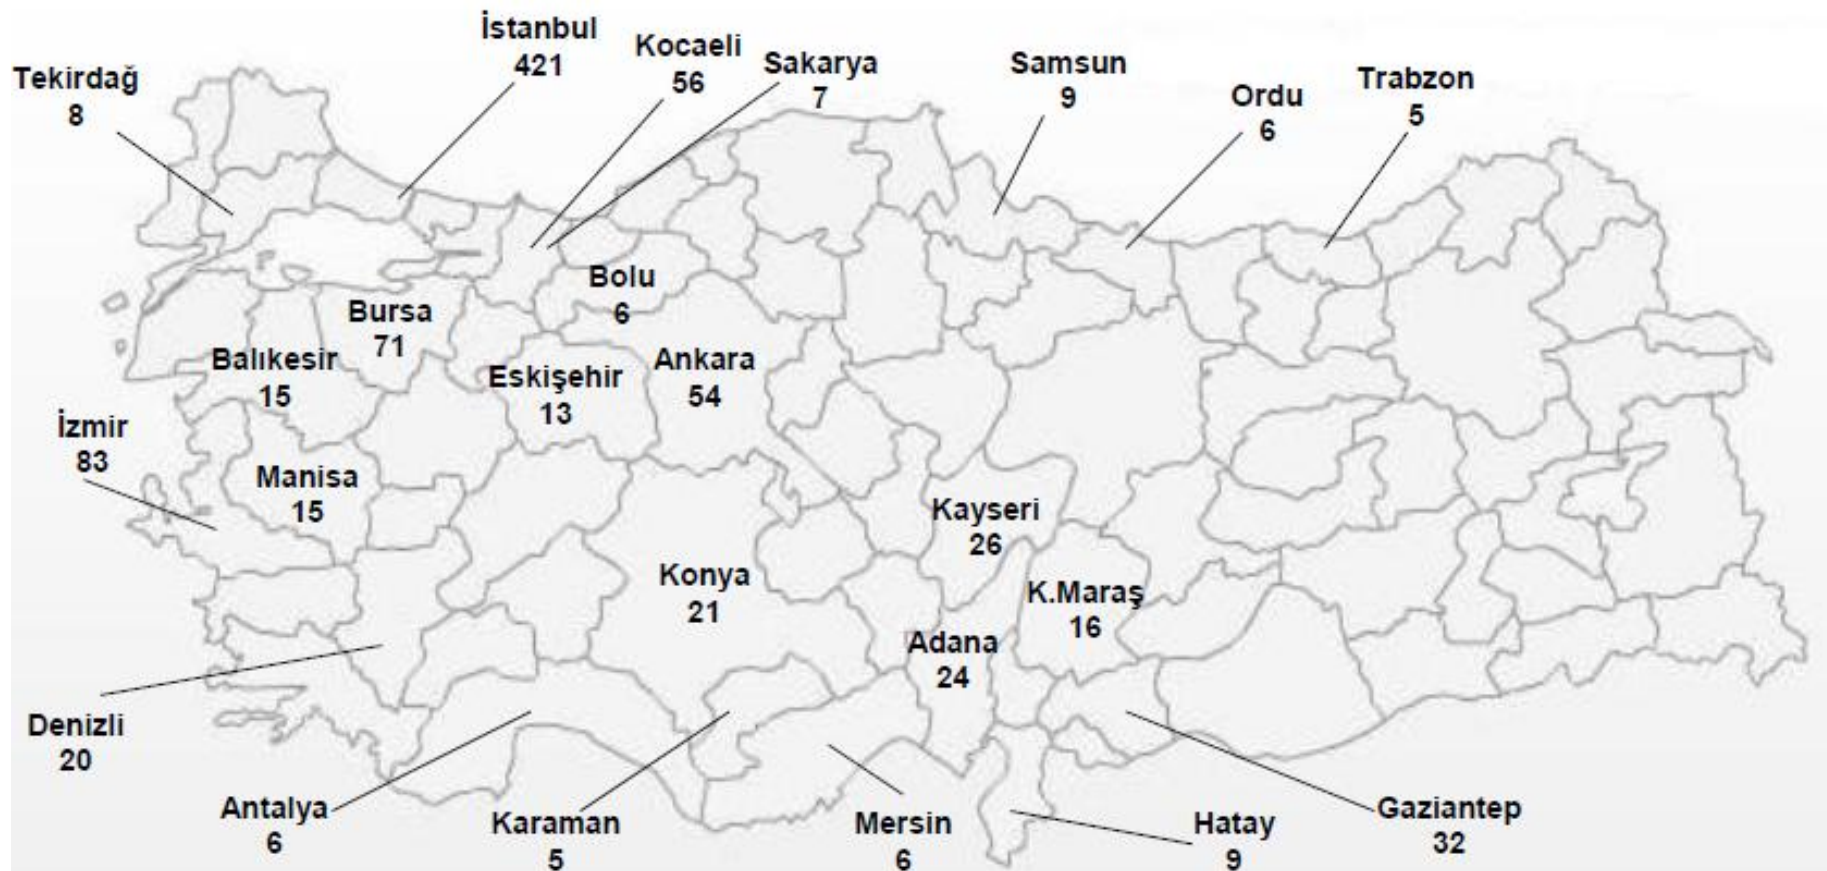 İstanbul
421
Kocaeli
56
Sakarya
7
Samsun
9
Trabzon
5
Tekirdağ
8
Ordu
6
Bolu
6
Bursa
71
Balıkesir
15
Eskişehir
13
Ankara
54
İzmir
83
Manisa
15
Kayseri
26
Konya
21
K.Maraş
16
Adana
24
Denizli
20
Antalya
6
Karaman
5
Mersin
6
Hatay
9
Gaziantep
32